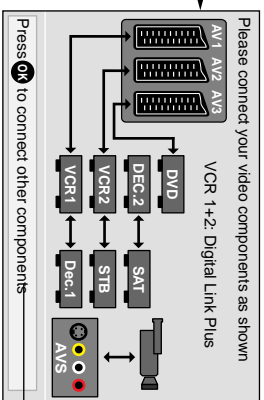 Please connect your video components as shown
VCR 1+2: Digital Link Plus
AV1
AV2
AV3
DVD
DEC.2
SAT
VCR2
STB
VCR1
Dec.1
AVS
Press OK to connect other components